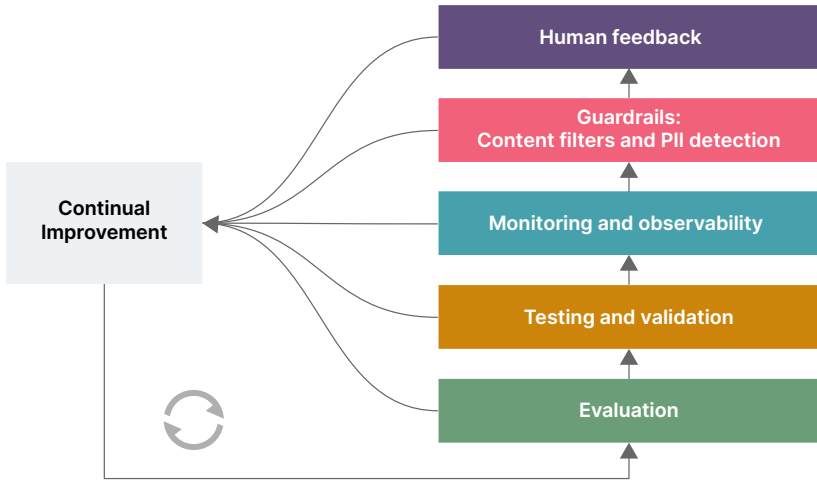 Human feedback
Guardrails:
Content filters and PII detection
Continual
Improvement
Monitoring and observability
Testing and validation
Evaluation